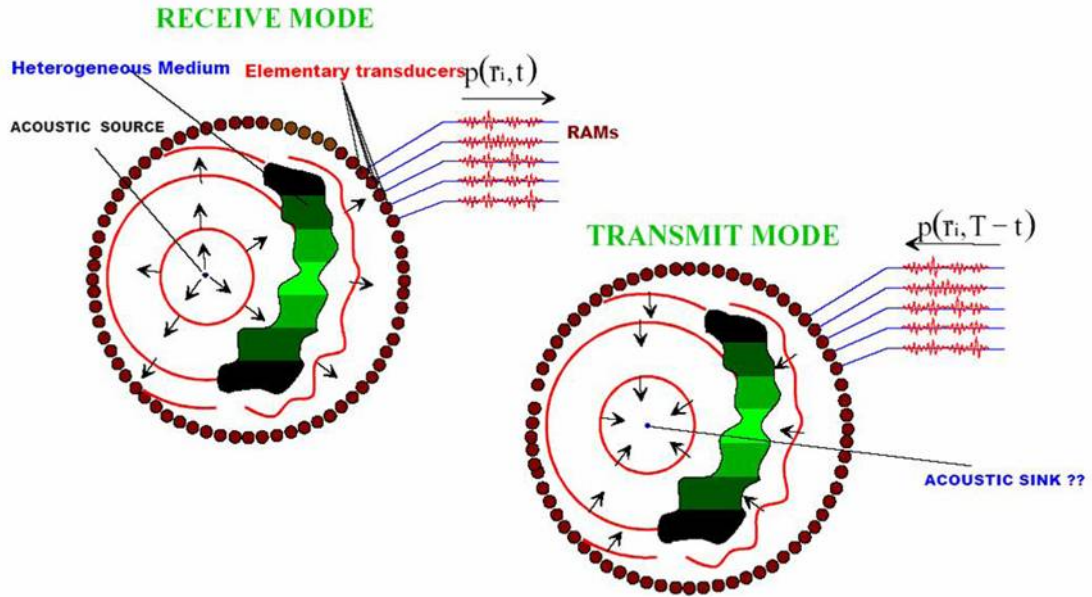 RECEIVE MODE
Heterogeneous Medium
Elementary transducers
p(ri,t)
ACOUSTIC SOURCE
RAMs
TRANSMIT MODE
p(ri,T-t)
ACOUSTIC SINK ??